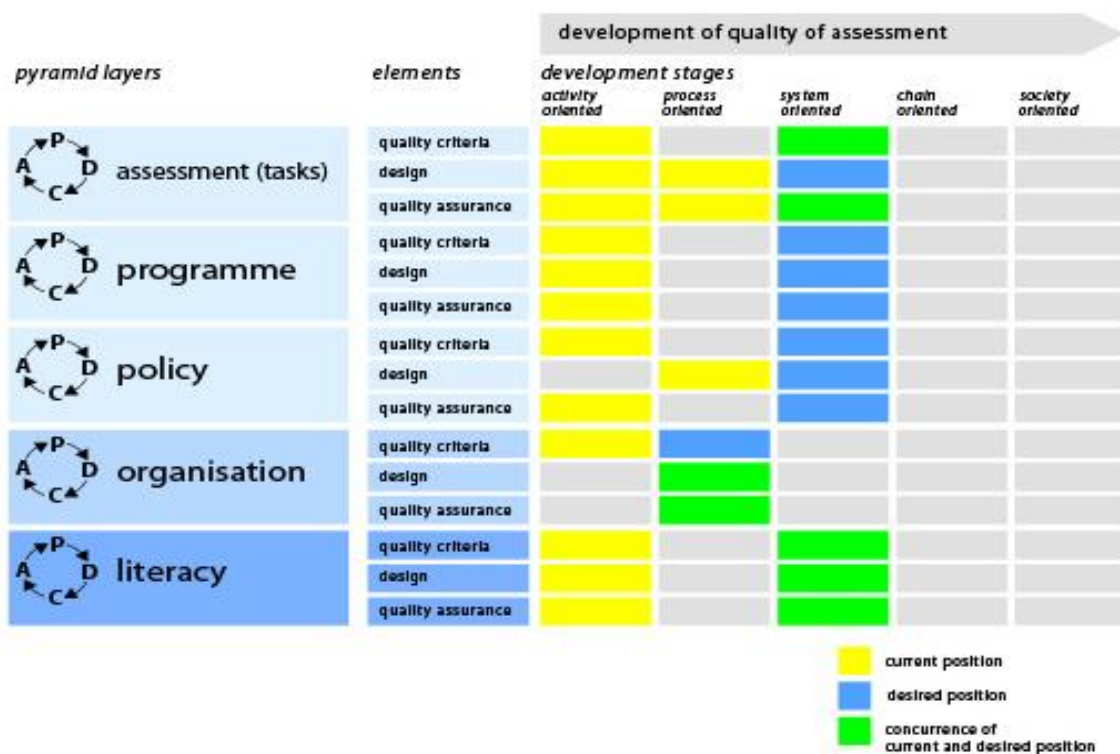 development of quality of assessment
pyramid layers
elements
development stages
activity oriented
process oriented
system oriented
chain oriented
society oriented
P
A D
C
assessment (tasks)
quality criteria
design
quality assurance
P
A D
C
programme
quality criteria
design
quality assurance
P
A D
C
policy
quality criteria
design
quality assurance
P
A D
C
organisation
quality criteria
design
quality assurance
P
A D
C
literacy
quality criteria
design
quality assurance
current position
desired position
concurrence of
current and desired position